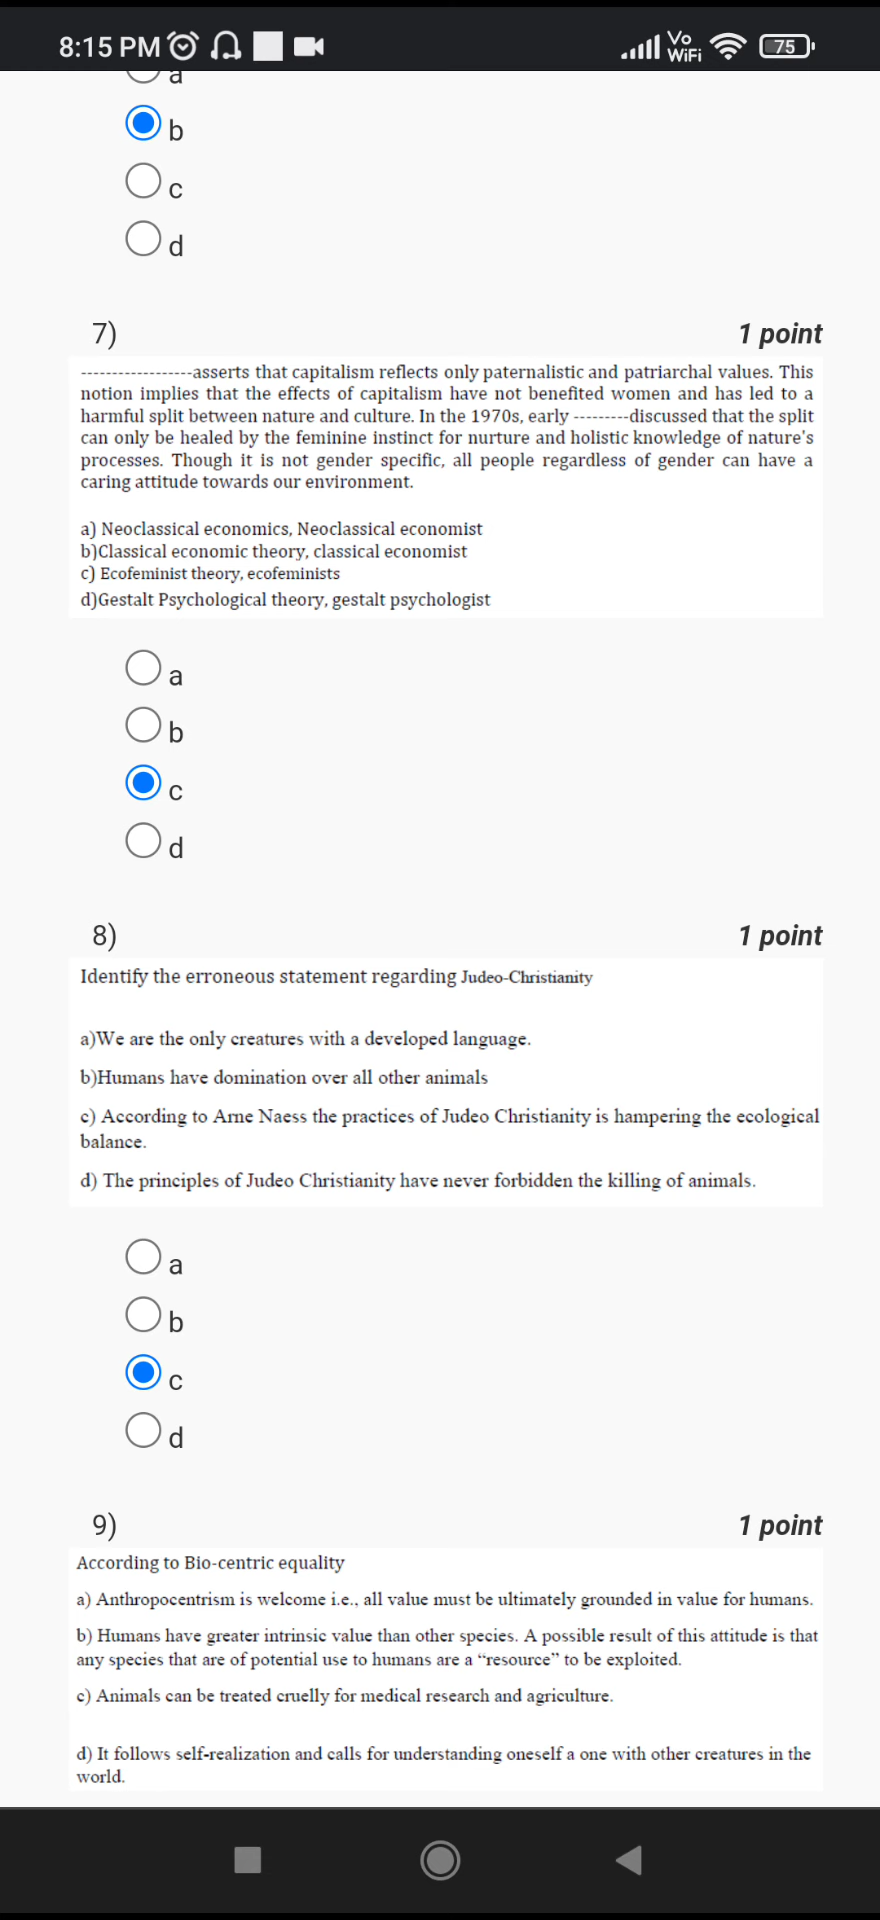 8:15 PM
Vo
WiFi
75
a
b
c
d
7)
1 point
------------------asserts that capitalism reflects only paternalistic and patriarchal values. This
notion implies that the effects of capitalism have not benefited women and has led to a
harmful split between nature and culture. In the 1970s, early ---------discussed that the split
can only be healed by the feminine instinct for nurture and holistic knowledge of nature's
processes. Though it is not gender specific, all people regardless of gender can have a
caring attitude towards our environment.
a) Neoclassical economics, Neoclassical economist
b)Classical economic theory, classical economist
c) Ecofeminist theory, ecofeminists
d)Gestalt Psychological theory, gestalt psychologist
a
b
c
d
8)
1 point
Identify the erroneous statement regarding Judeo-Christianity
a)We are the only creatures with a developed language.
b)Humans have domination over all other animals
c) According to Arne Naess the practices of Judeo Christianity is hampering the ecological
balance.
d) The principles of Judeo Christianity have never forbidden the killing of animals.
a
b
c
d
9)
1 point
According to Bio-centric equality
a) Anthropocentrism is welcome i.e., all value must be ultimately grounded in value for humans.
b) Humans have greater intrinsic value than other species. A possible result of this attitude is that
any species that are of potential use to humans are a “resource” to be exploited.
c) Animals can be treated cruelly for medical research and agriculture.
d) It follows self-realization and calls for understanding oneself a one with other creatures in the
world.